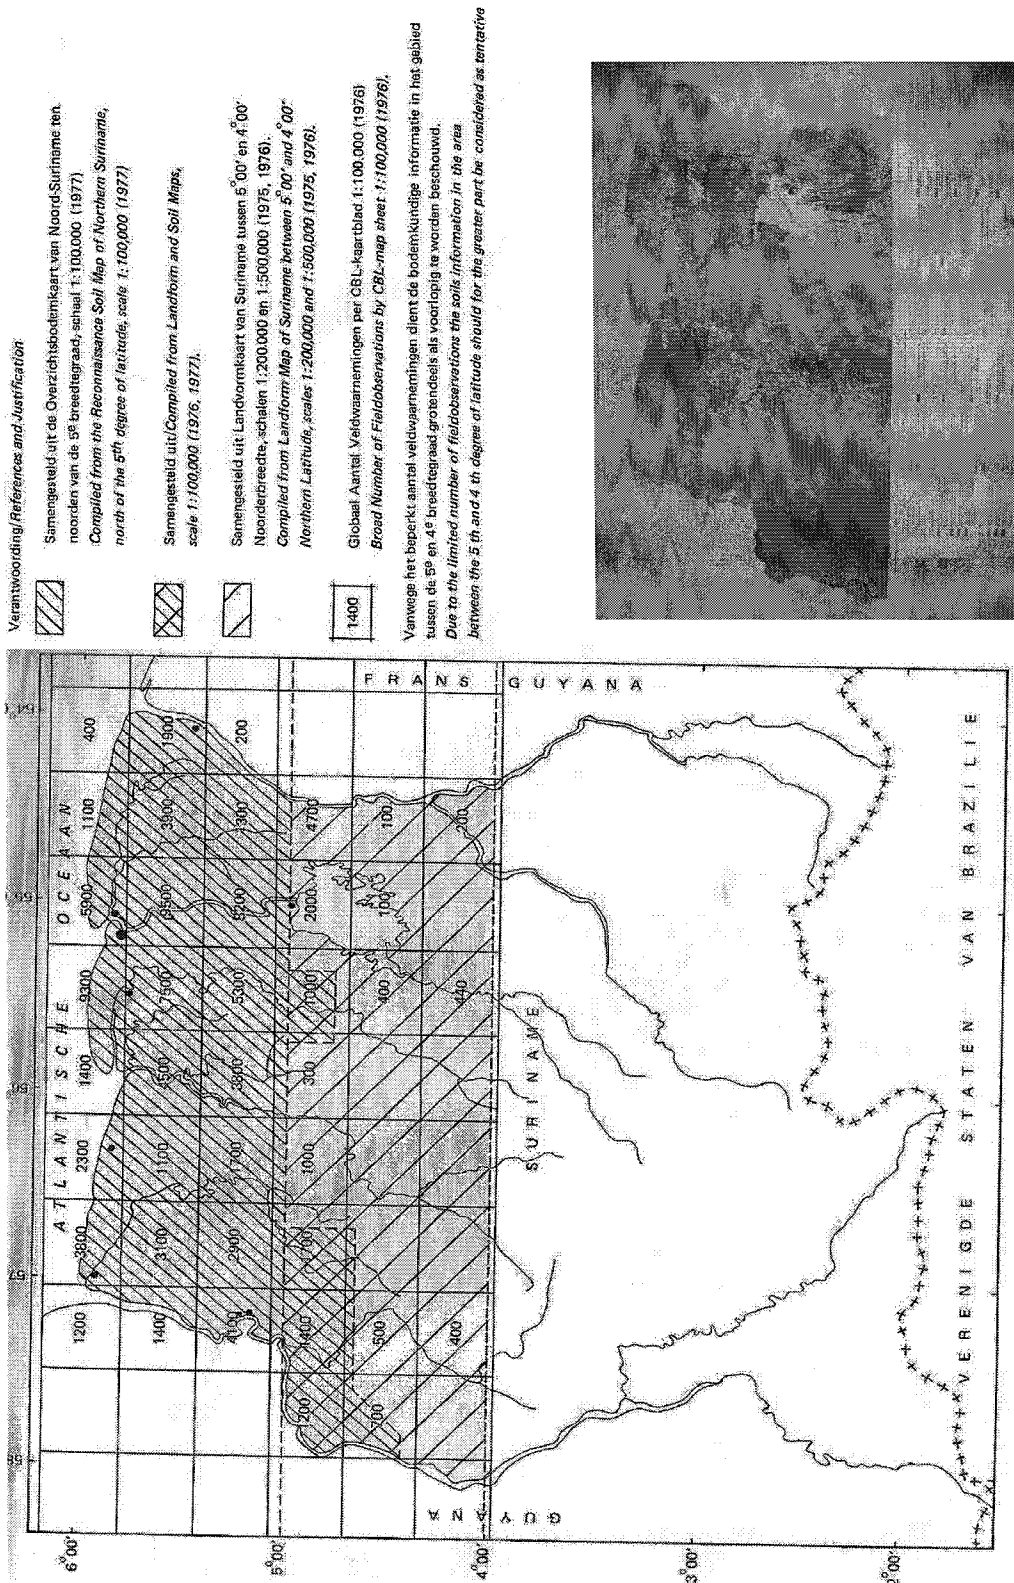 Verantwoording/References and Justification
Samengesteld uit de Overzichtsbodemkaart van Noord-Suriname ten
noorden van de 5e breedtegraad, schaal 1:100.000 (1977)
Compiled from the Reconnaissance Soil Map of Northern Suriname,
north of the 5th degree of latitude, scale 1:100,000 (1977)
Samengesteld uit/Compiled from Landform and Soil Maps,
scale 1:100,000 (1976, 1977).
Samengesteld uit Landvormkaart van Suriname tussen 5°00' en 4°00'
Noorderbreedte, schalen 1:200.000 en 1:500.000 (1975, 1976).
Compiled from Landform Map of Suriname between 5°00' and 4°00'
Northern Latitude, scales 1:200,000 and 1:500,000 (1975, 1976).
1400
Globaal Aantal Veldwaarnemingen per CBL-kaartblad 1:100.000 (1976)
Broad Number of Fieldobservations by CBL-map sheet 1:100,000 (1976).
Vanwege het beperkt aantal veldwaarnemingen dient de bodemkundige informatie in het gebied
tussen de 5e en 4e breedtegraad grotendeels als voorlopig te worden beschouwd.
Due to the limited number of fieldobservations the soils information in the area
between the 5 th and 4 th degree of latitude should for the greater part be considered as tentative
ATLANTISCHE OCEAAN
1200 3800 2300 1400 9300 5900 1100 400
1400 3100 1100 4500 7500 9500 3900 1900
4100 2900 1700 3800 5300 5200 300 200
200 1400 2700 1000 300 1000 2000 4700
700 500 400 100 100
400 440 200
GUYANA
SURINAME
FRANS GUYANA
VERENIGDE STATEN VAN BRAZILIE
6°00'
5°00'
4°00'
3°00'